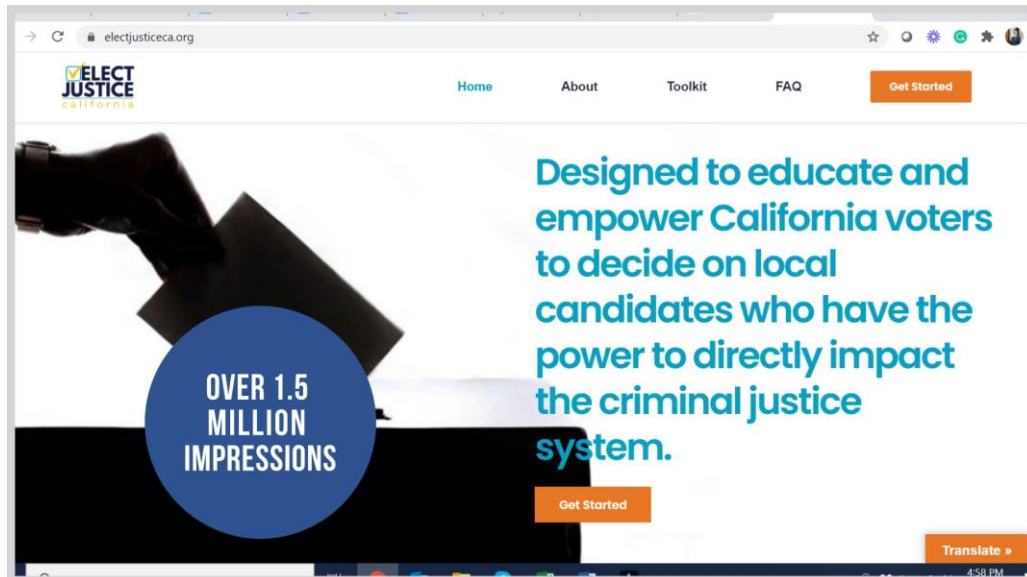 electjusticeca.org
ELECT
JUSTICE
california
Home
About
Toolkit
FAQ
Get Started
Designed to educate and
empower California voters
to decide on local
candidates who have the
power to directly impact
the criminal justice
system.
Get Started
OVER 1.5
MILLION
IMPRESSIONS
Translate »
4:58 PM